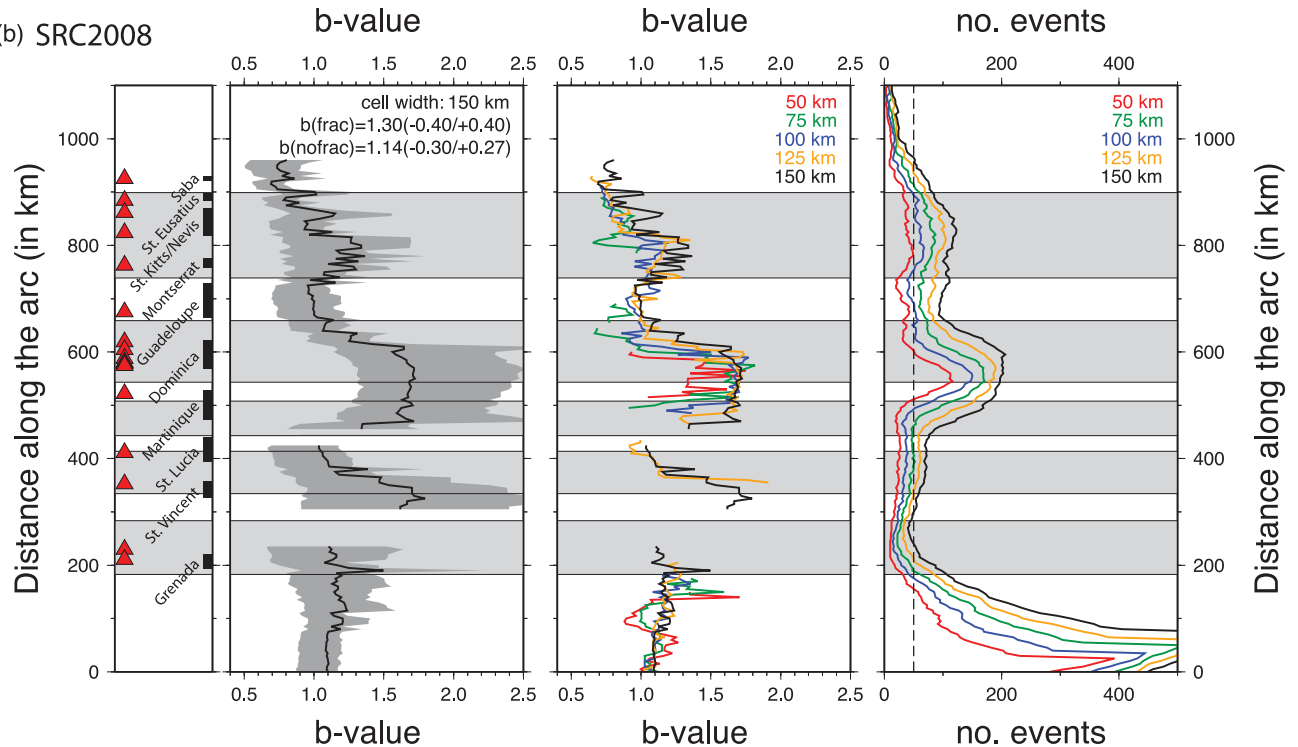 (b) SRC2008
b-value
b-value
no. events
0.5 1.0 1.5 2.0 2.5
0.5 1.0 1.5 2.0 2.5
0 200 400
Distance along the arc (in km)
1000
800
600
400
200
0
Saba
St. Eusatius
St. Kitts/Nevis
Montserrat
Guadeloupe
Dominica
Martinique
St. Lucia
St. Vincent
Grenada
cell width: 150 km
b(frac)=1.30(-0.40/+0.40)
b(nofrac)=1.14(-0.30/+0.27)
50 km
75 km
100 km
125 km
150 km
50 km
75 km
100 km
125 km
150 km
1000
800
600
400
200
0
Distance along the arc (in km)
0.5 1.0 1.5 2.0 2.5
0.5 1.0 1.5 2.0 2.5
0 200 400
b-value
b-value
no. events